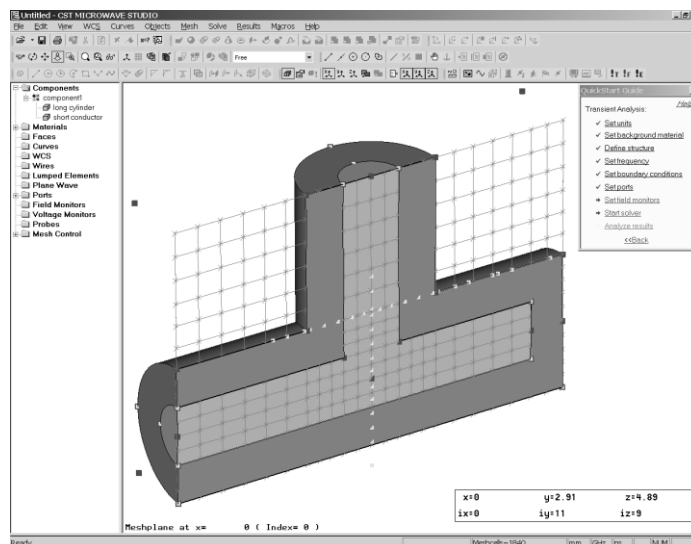 Untitled - CST MICROWAVE STUDIO
File Edit View WCS Curves Objects Mesh Solve Results Macros Help
Free
Components
component1
long cylinder
short conductor
Materials
Faces
Curves
WCS
Wires
Lumped Elements
Plane Wave
Ports
Field Monitors
Voltage Monitors
Probes
Mesh Control
QuickStart Guide
Help
Transient Analysis:
Set units
Set background material
Define structure
Set frequency
Set boundary conditions
Set ports
Set field monitors
Start solver
Analyze results
<<Back
x=0 y=2.91 z=4.89
ix=0 iy=11 iz=9
Meshplane at x= 0 ( Index= 0 )
Ready
Meshcells=1840 mm GHz ns NUM